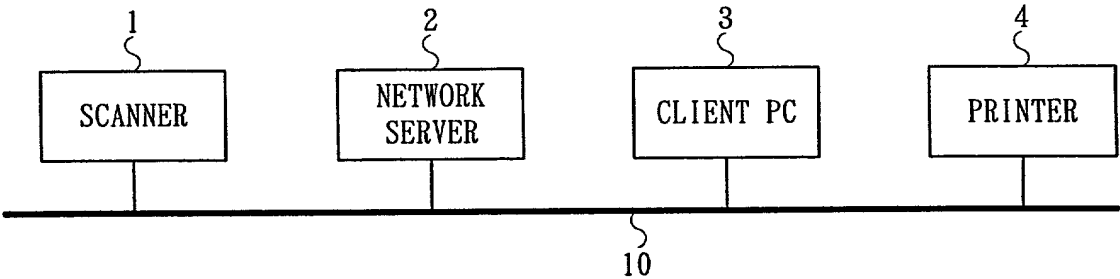 1
2
3
4
SCANNER
NETWORK
SERVER
CLIENT PC
PRINTER
10